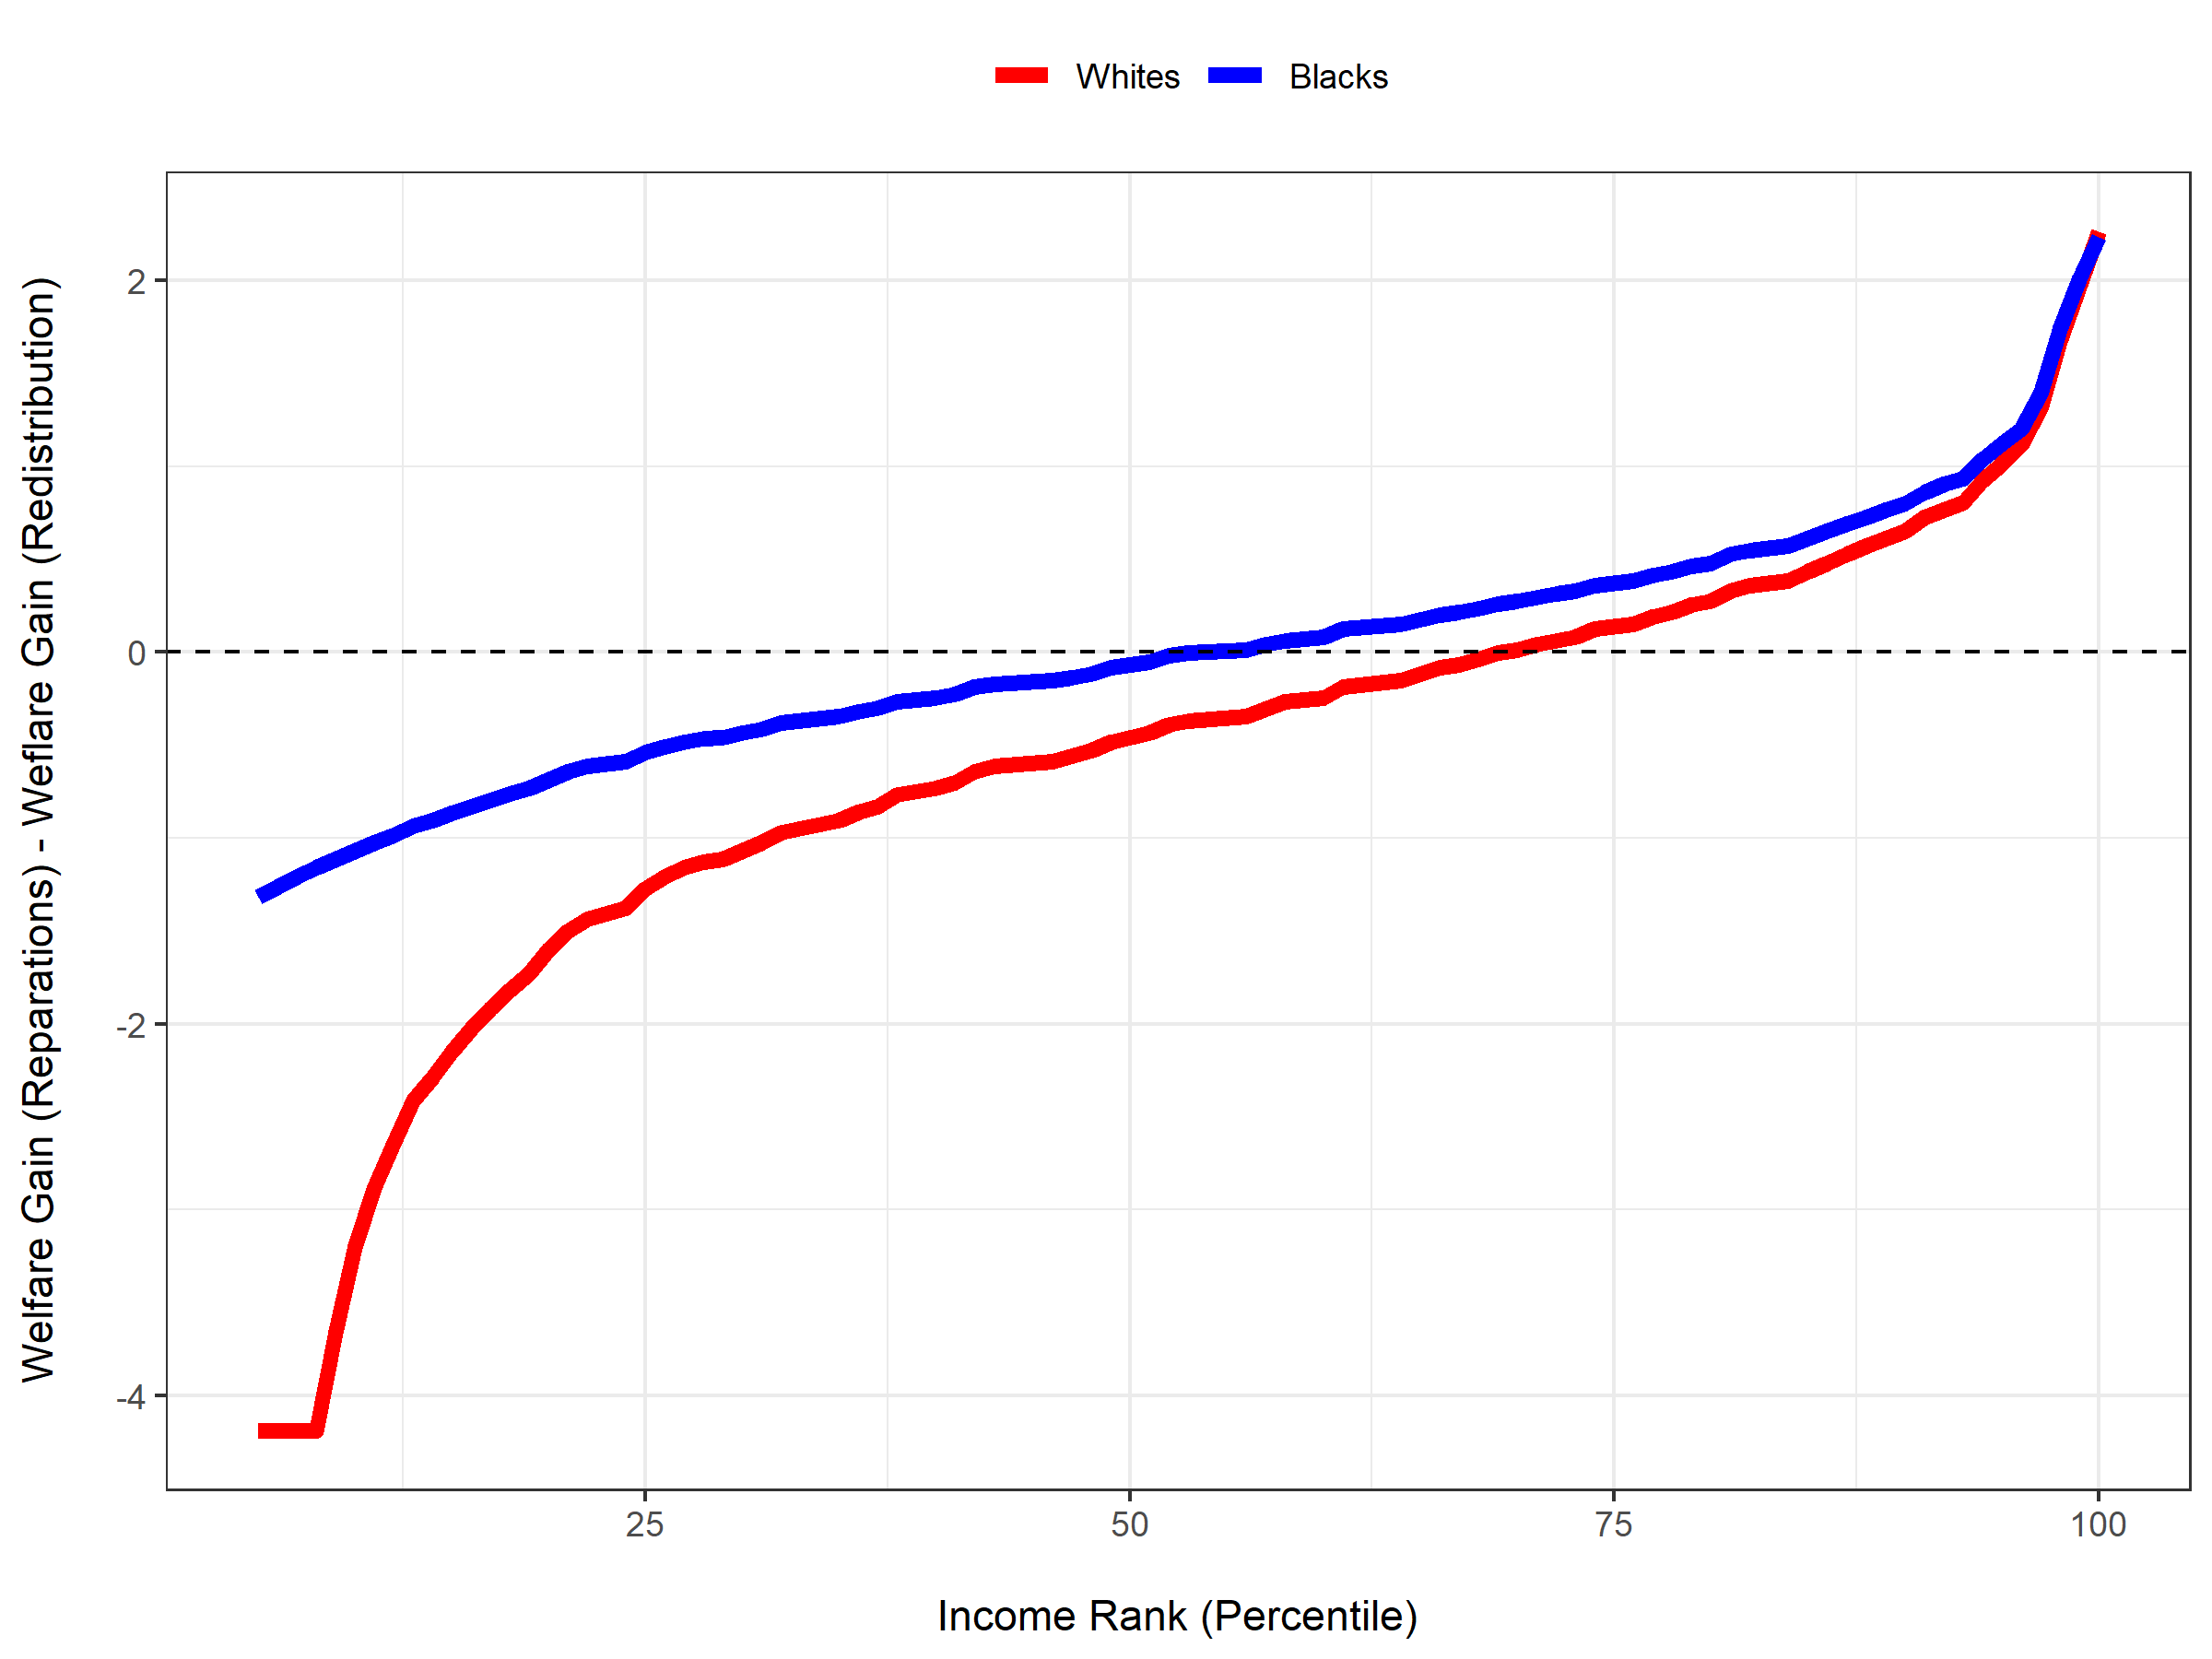 Whites Blacks
Welfare Gain (Reparations) - Weflare Gain (Redistribution)
2
0
-2
-4
25 50 75 100
Income Rank (Percentile)